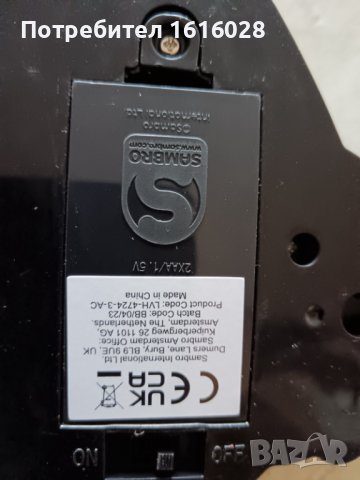 Потребител 1616028
©Sambro
International Ltd.
SAMBRO
www.sambro.com
S
2XAA/1.5V
Sambro International Ltd.
Dumers Lane, Bury, BL9 9UE, UK
Sambro Amsterdam Office:
Kuiperbergweg 26 1101 AG,
Amsterdam, The Netherlands.
Batch Code: BB/04/23
Product Code: LVH-4724-3-AC
Made in China
UKCA
CE
ON
OFF
BAZAR